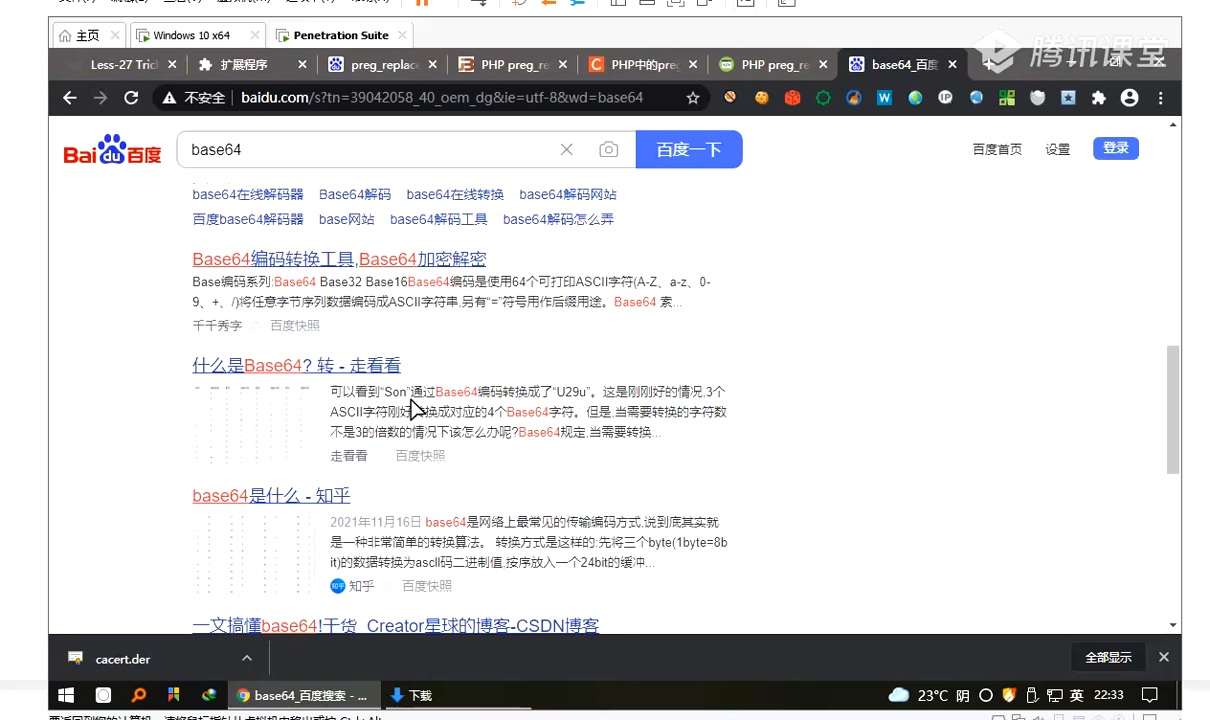 主页
Windows 10 x64
Penetration Suite
腾讯课堂
Less-27 Tric
扩展程序
preg_replac
PHP preg_re
PHP中的preg
PHP preg_re
base64_百度
不安全
baidu.com/s?tn=39042058_40_oem_dg&ie=utf-8&wd=base64
Bai du 百度
base64
百度一下
百度首页
设置
登录
base64在线解码器 Base64解码 base64在线转换 base64解码网站
百度base64解码器 base网站 base64解码工具 base64解码怎么弄
Base64编码转换工具,Base64加密解密
Base编码系列:Base64 Base32 Base16Base64编码是使用64个可打印ASCII字符(A-Z、a-z、0-
9、+、/)将任意字节序列数据编码成ASCII字符串,另有“=”符号用作后缀用途。Base64 索...
千千秀字 百度快照
什么是Base64? 转 - 走看看
可以看到“Son”通过Base64编码转换成了“U29u”。这是刚刚好的情况,3个
ASCII字符刚好转换成对应的4个Base64字符。但是,当需要转换的字符数
不是3的倍数的情况下该怎么办呢?Base64规定,当需要转换...
走看看 百度快照
base64是什么 - 知乎
2021年11月16日 base64是网络上最常见的传输编码方式,说到底其实就
是一种非常简单的转换算法。 转换方式是这样的:先将三个byte(1byte=8b
it)的数据转换为ascll码二进制值,按序放入一个24bit的缓冲...
知乎 知乎 百度快照
一文搞懂base64!干货_Creator星球的博客-CSDN博客
cacert.der
全部显示
base64_百度搜索 - ...
下载
23°C 阴
英
22:33